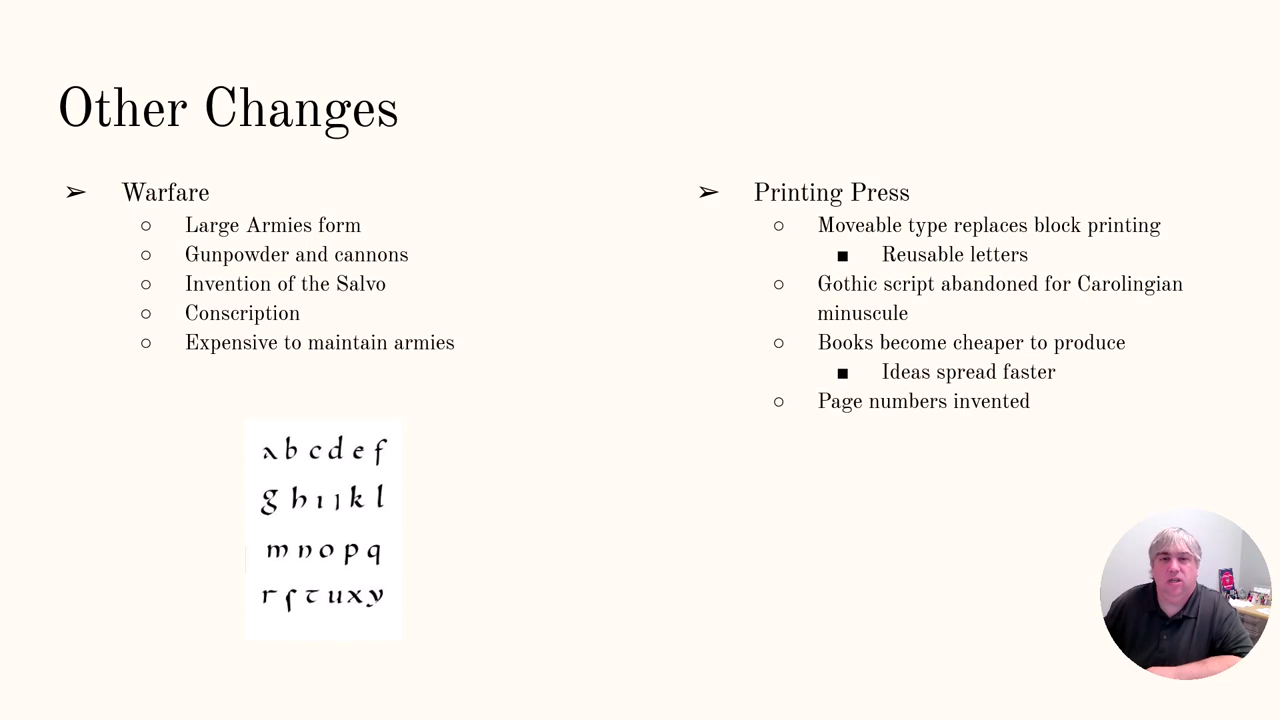 Other Changes
➢ Warfare
○ Large Armies form
○ Gunpowder and cannons
○ Invention of the Salvo
○ Conscription
○ Expensive to maintain armies
➢ Printing Press
○ Moveable type replaces block printing
■ Reusable letters
○ Gothic script abandoned for Carolingian
minuscule
○ Books become cheaper to produce
■ Ideas spread faster
○ Page numbers invented
a b c d e f
g h ı ȷ k l
m n o p q
r ſ τ u x y